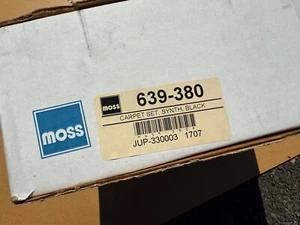 moss
639-380
CARPET SET, SYNTH, BLACK
JUP-330003 1707
moss